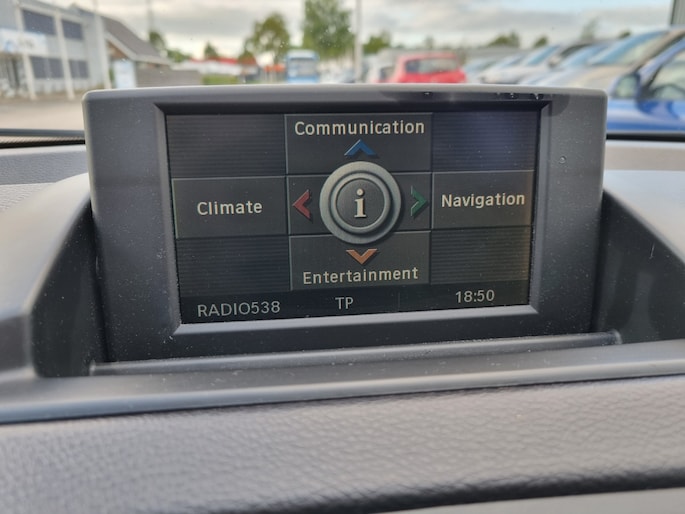 Communication
Climate
i
Navigation
Entertainment
RADIO538 TP 18:50